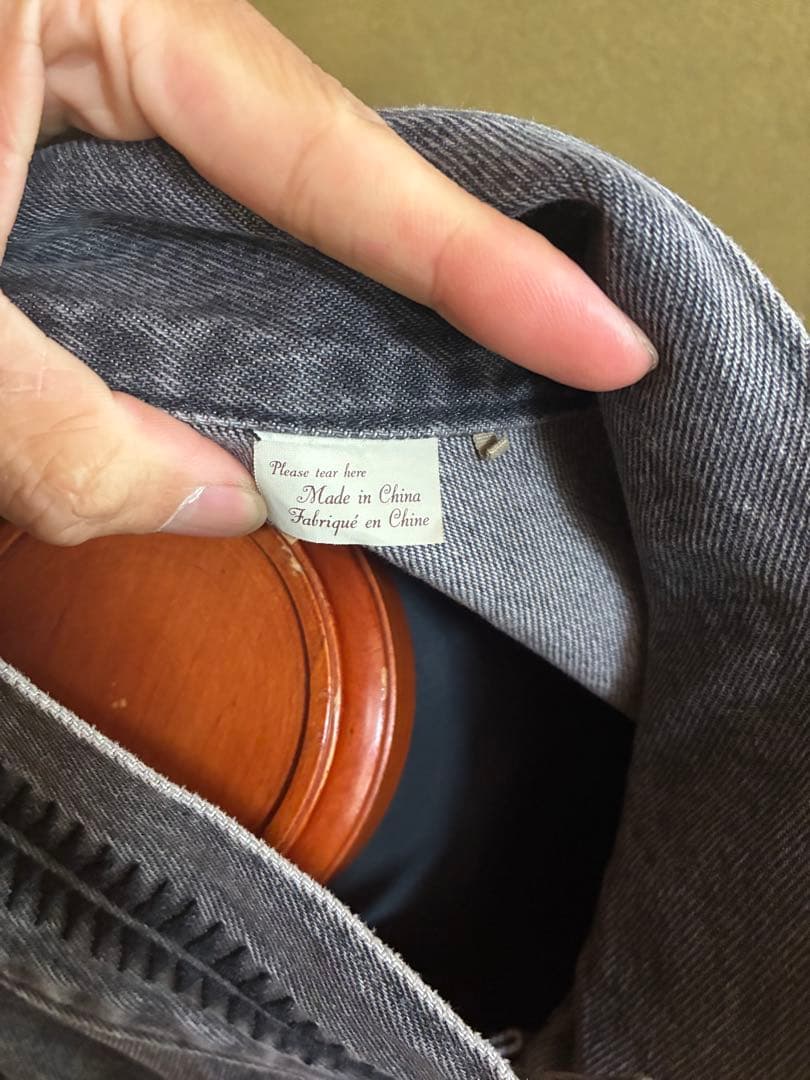 Please tear here
Made in China
Fabriqué en Chine